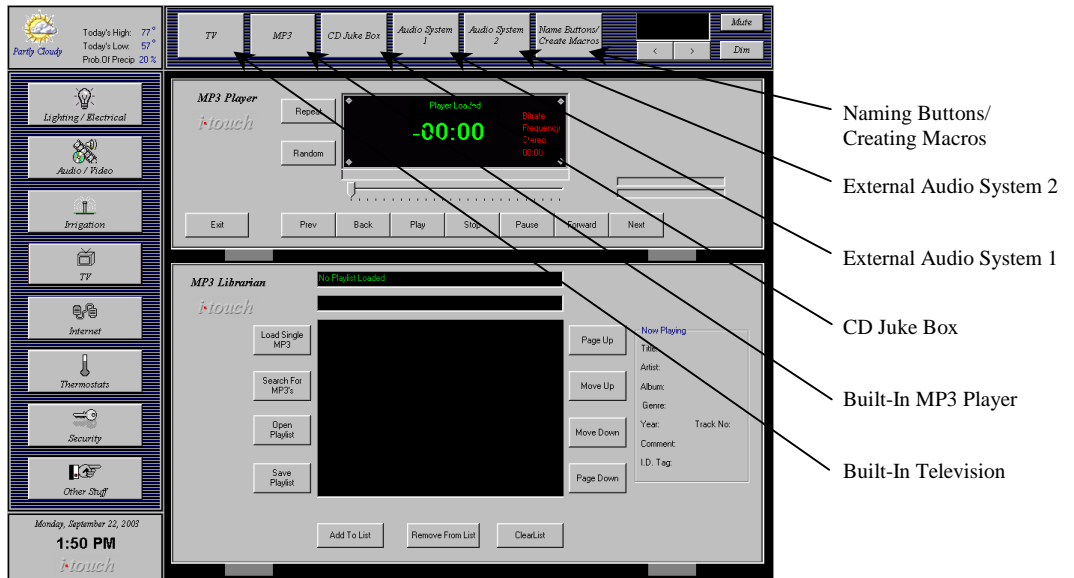 Partly Cloudy
Today's High: 77°
Today's Low: 57°
Prob.Of Precip 20 %
TV
MP3
CD Juke Box
Audio System 1
Audio System 2
Name Buttons/
Create Macros
<
>
Mute
Dim
Lighting / Electrical
Audio / Video
Irrigation
TV
Internet
Thermostats
Security
Other Stuff
Monday, September 22, 2003
1:50 PM
i·touch
MP3 Player
i·touch
Repeat
Random
Player Loaded
-00:00
Bitrate
Frequency
Stereo
00:00
Exit
Prev
Back
Play
Stop
Pause
Forward
Next
MP3 Librarian
i·touch
No Playlist Loaded
Load Single
MP3
Search For
MP3's
Open
Playlist
Save
Playlist
Page Up
Move Up
Move Down
Page Down
Now Playing
Title:
Artist:
Album:
Genre:
Year:
Track No:
Comment:
I.D. Tag:
Add To List
Remove From List
ClearList
Naming Buttons/
Creating Macros
External Audio System 2
External Audio System 1
CD Juke Box
Built-In MP3 Player
Built-In Television